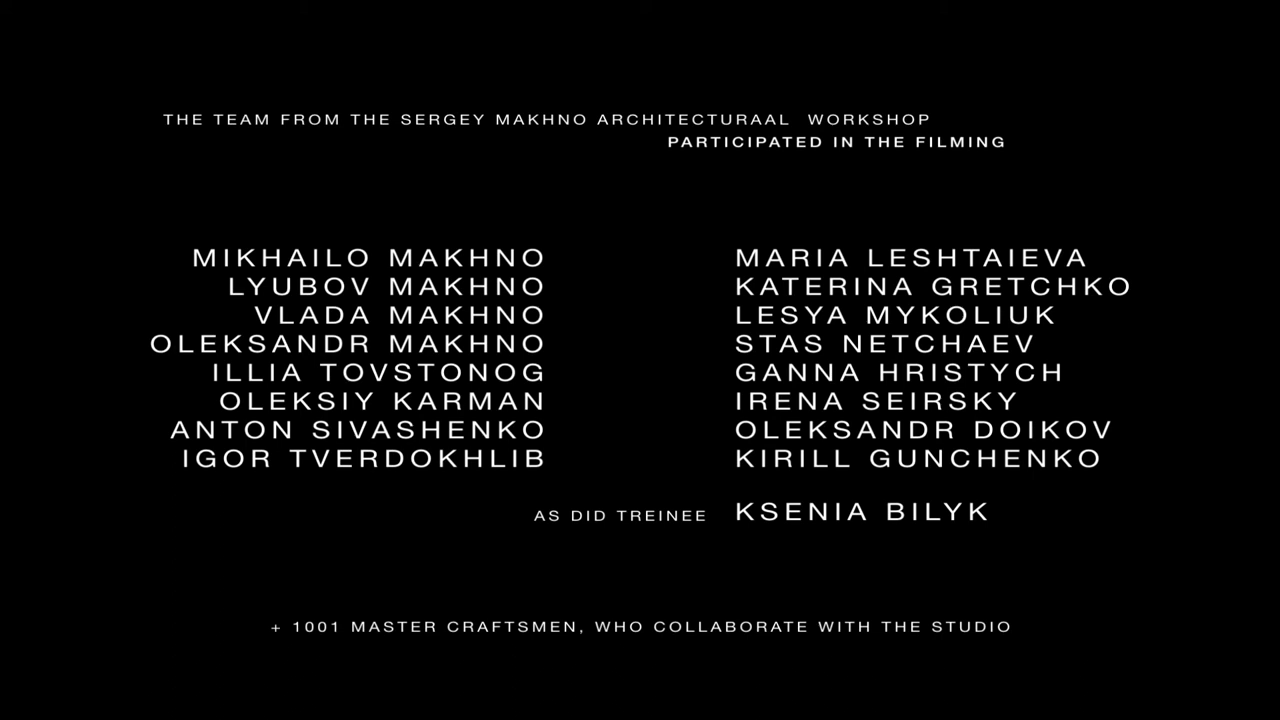 THE TEAM FROM THE SERGEY MAKHNO ARCHITECTURAAL WORKSHOP
PARTICIPATED IN THE FILMING
MIKHAILO MAKHNO
LYUBOV MAKHNO
VLADA MAKHNO
OLEKSANDR MAKHNO
ILLIA TOVSTONOG
OLEKSIY KARMAN
ANTON SIVASHENKO
IGOR TVERDOKHLIB
MARIA LESHTAIEVA
KATERINA GRETCHKO
LESYA MYKOLIUK
STAS NETCHAEV
GANNA HRISTYCH
IRENA SEIRSKY
OLEKSANDR DOIKOV
KIRILL GUNCHENKO
AS DID TREINEE KSENIA BILYK
+ 1001 MASTER CRAFTSMEN, WHO COLLABORATE WITH THE STUDIO